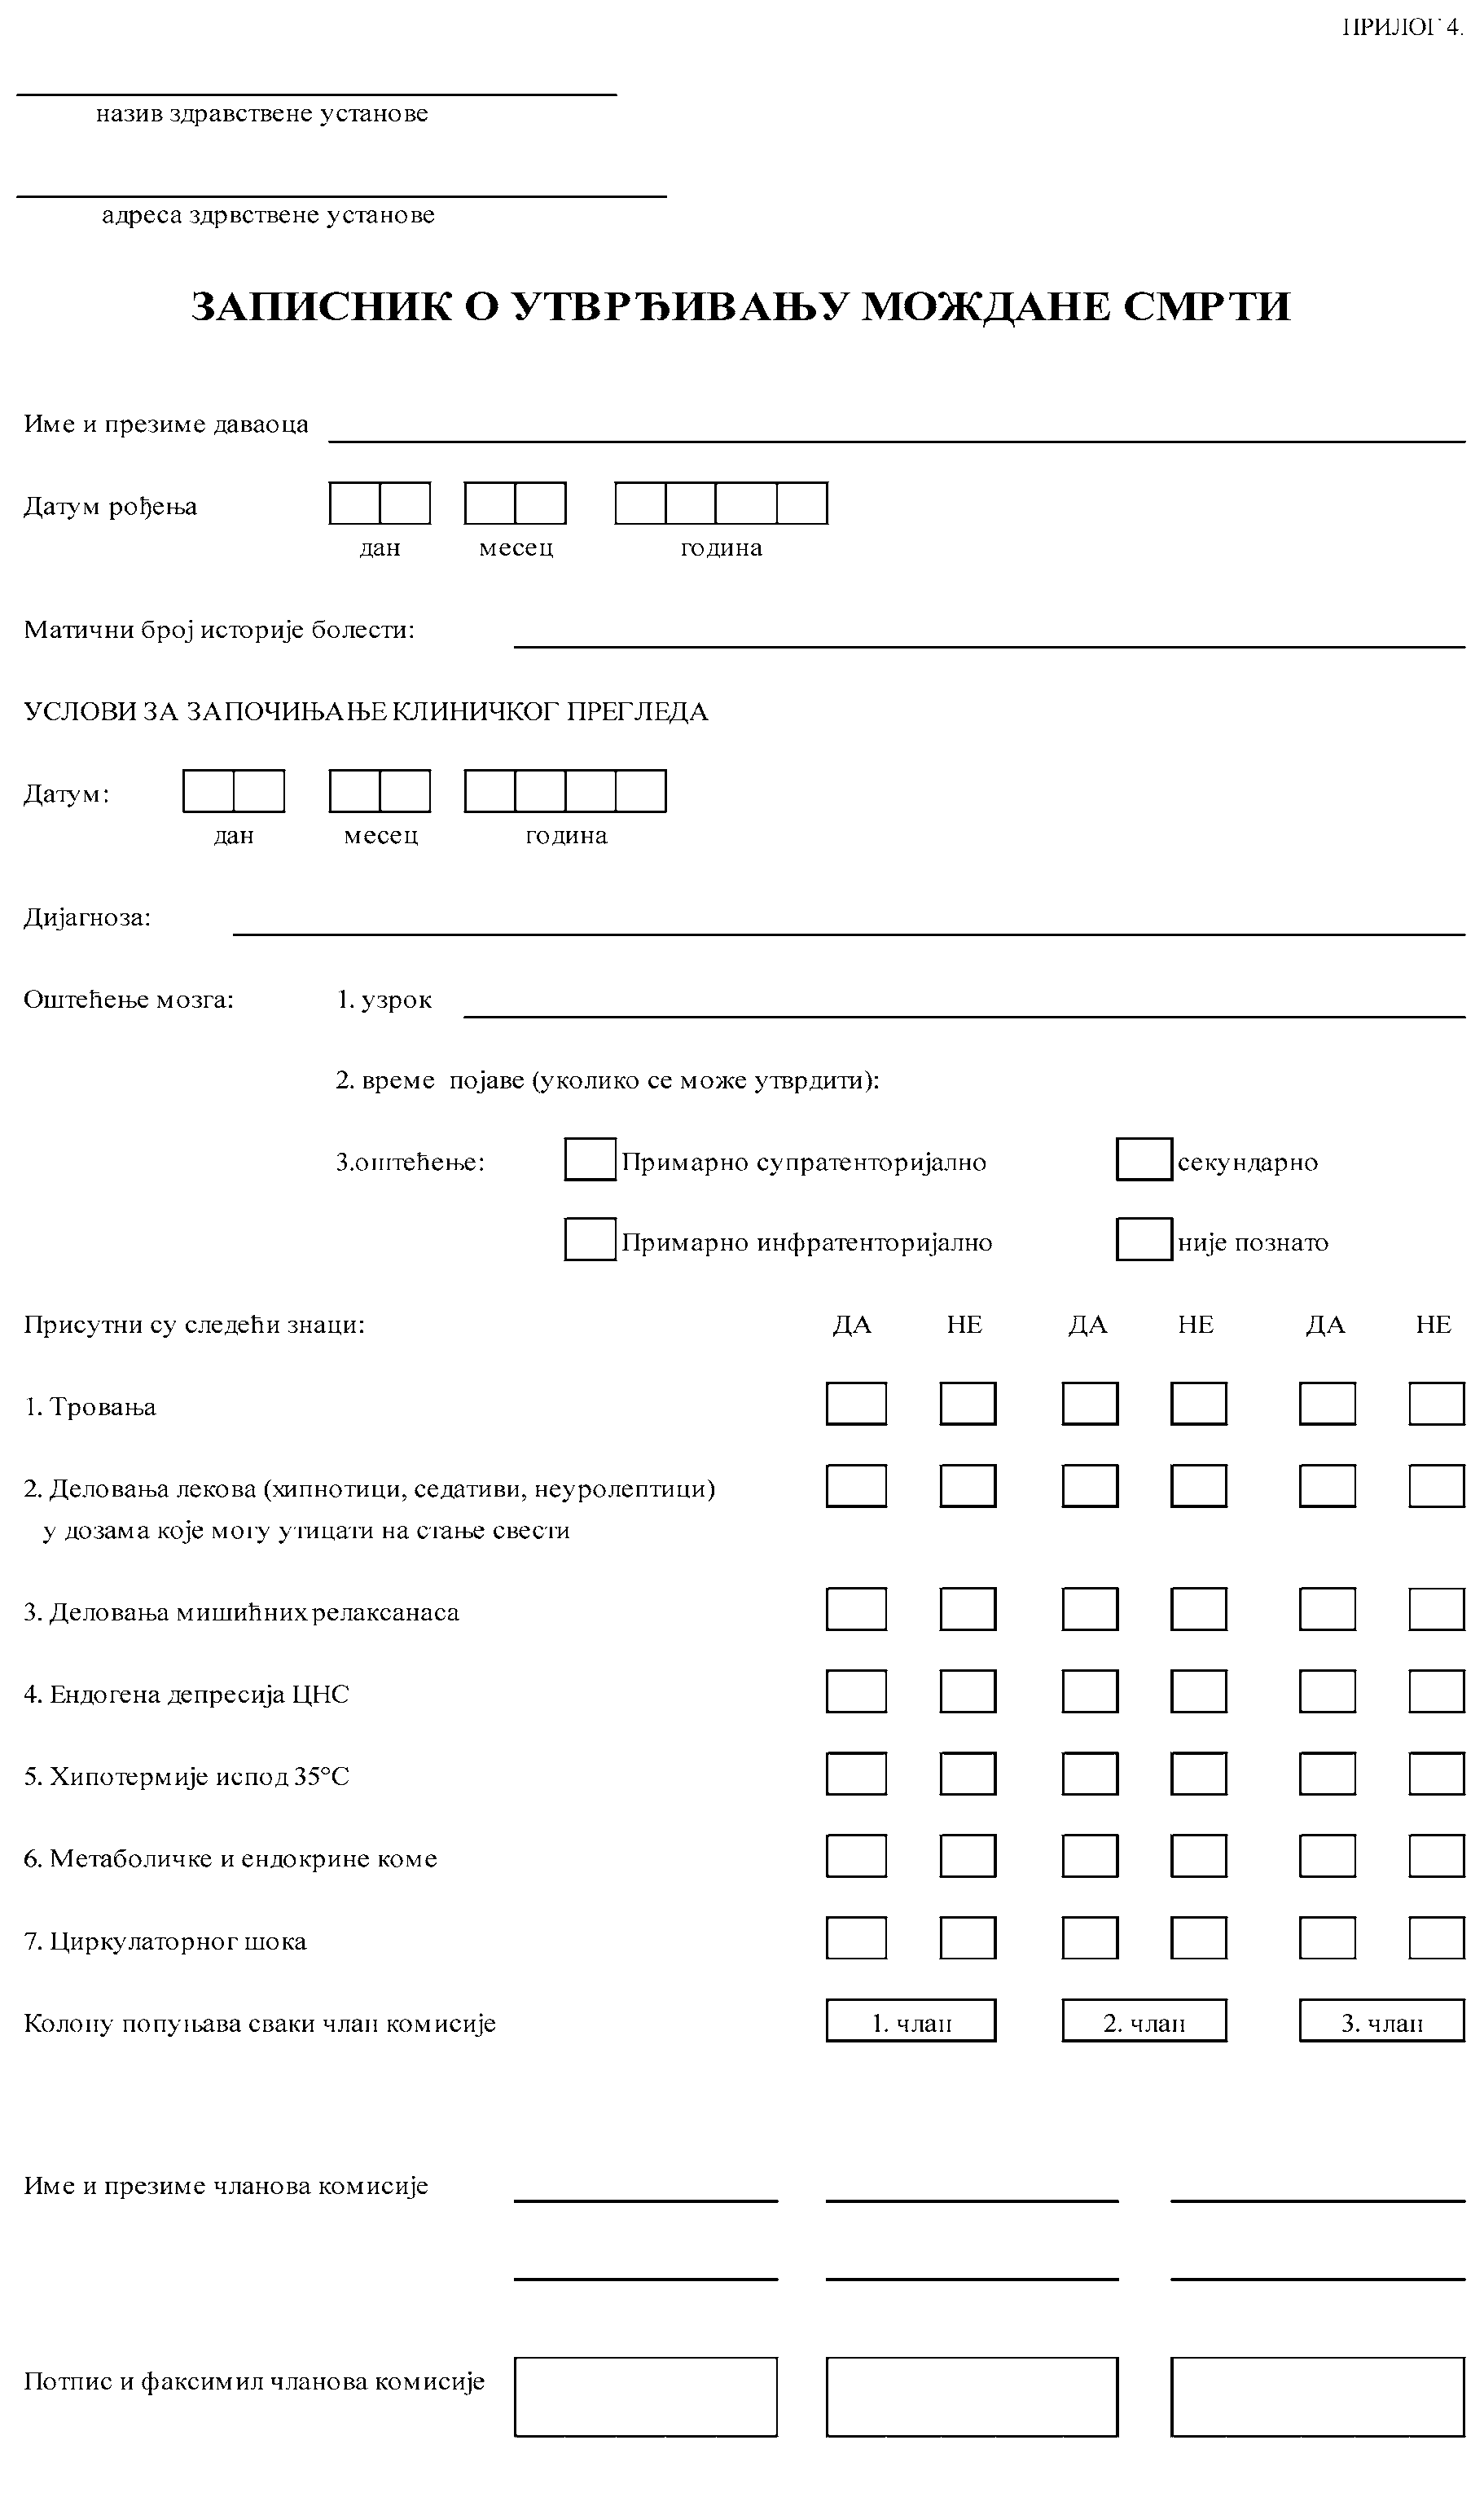 ПРИЛОГ 4.
назив здравствене установе
адреса здрвствене установе
ЗАПИСНИК О УТВРЂИВАЊУ МОЖДАНЕ СМРТИ
Име и презиме даваоца
Датум рођења
дан месец година
Матични број историје болести:
УСЛОВИ ЗА ЗАПОЧИЊАЊЕ КЛИНИЧКОГ ПРЕГЛЕДА
Датум:
дан месец година
Дијагноза:
Оштећење мозга: 1. узрок
2. време појаве (уколико се може утврдити):
3.оштећење: Примарно супратенторијално секундарно
Примарно инфратенторијално није познато
Присутни су следећи знаци: ДА НЕ ДА НЕ ДА НЕ
1. Тровања
2. Деловања лекова (хипнотици, седативи, неуролептици)
у дозама које могу утицати на стање свести
3. Деловања мишићних релаксанаса
4. Ендогена депресија ЦНС
5. Хипотермије испод 35°C
6. Метаболичке и ендокрине коме
7. Циркулаторног шока
Колону попуњава сваки члан комисије 1. члан 2. члан 3. члан
Име и презиме чланова комисије
Потпис и факсимил чланова комисије